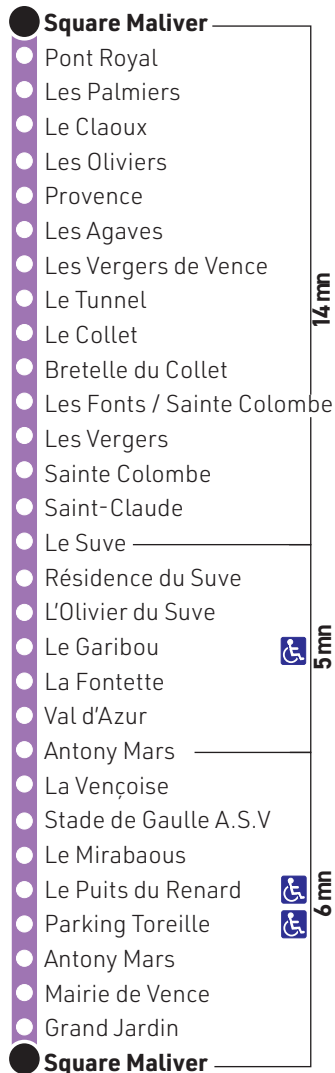 Square Maliver
Pont Royal
Les Palmiers
Le Claoux
Les Oliviers
Provence
Les Agaves
Les Vergers de Vence
Le Tunnel
14 mn
Le Collet
Bretelle du Collet
Les Fonts / Sainte Colombe
Les Vergers
Sainte Colombe
Saint-Claude
Le Suve
Résidence du Suve
L'Olivier du Suve
Le Garibou
5 mn
La Fontette
Val d'Azur
Antony Mars
La Vençoise
Stade de Gaulle A.S.V
Le Mirabaous
Le Puits du Renard
6 mn
Parking Toreille
Antony Mars
Mairie de Vence
Grand Jardin
Square Maliver